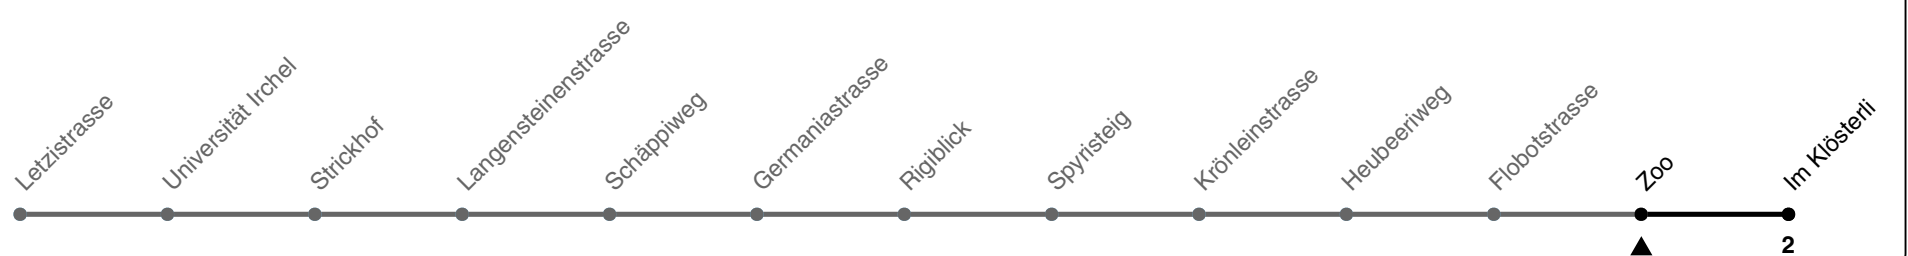 Letzistrasse
Universität Irchel
Strickhof
Langensteinenstrasse
Schäppiweg
Germaniastrasse
Rigiblick
Spyristeig
Krönleinstrasse
Heubeeriweg
Flobotstrasse
Zoo
Im Klösterli
2